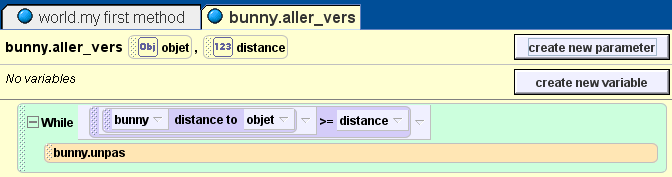 world.my first method bunny.aller_vers
bunny.aller_vers Obj objet , 123 distance create new parameter
No variables create new variable
While bunny distance to objet >= distance
bunny.unpas